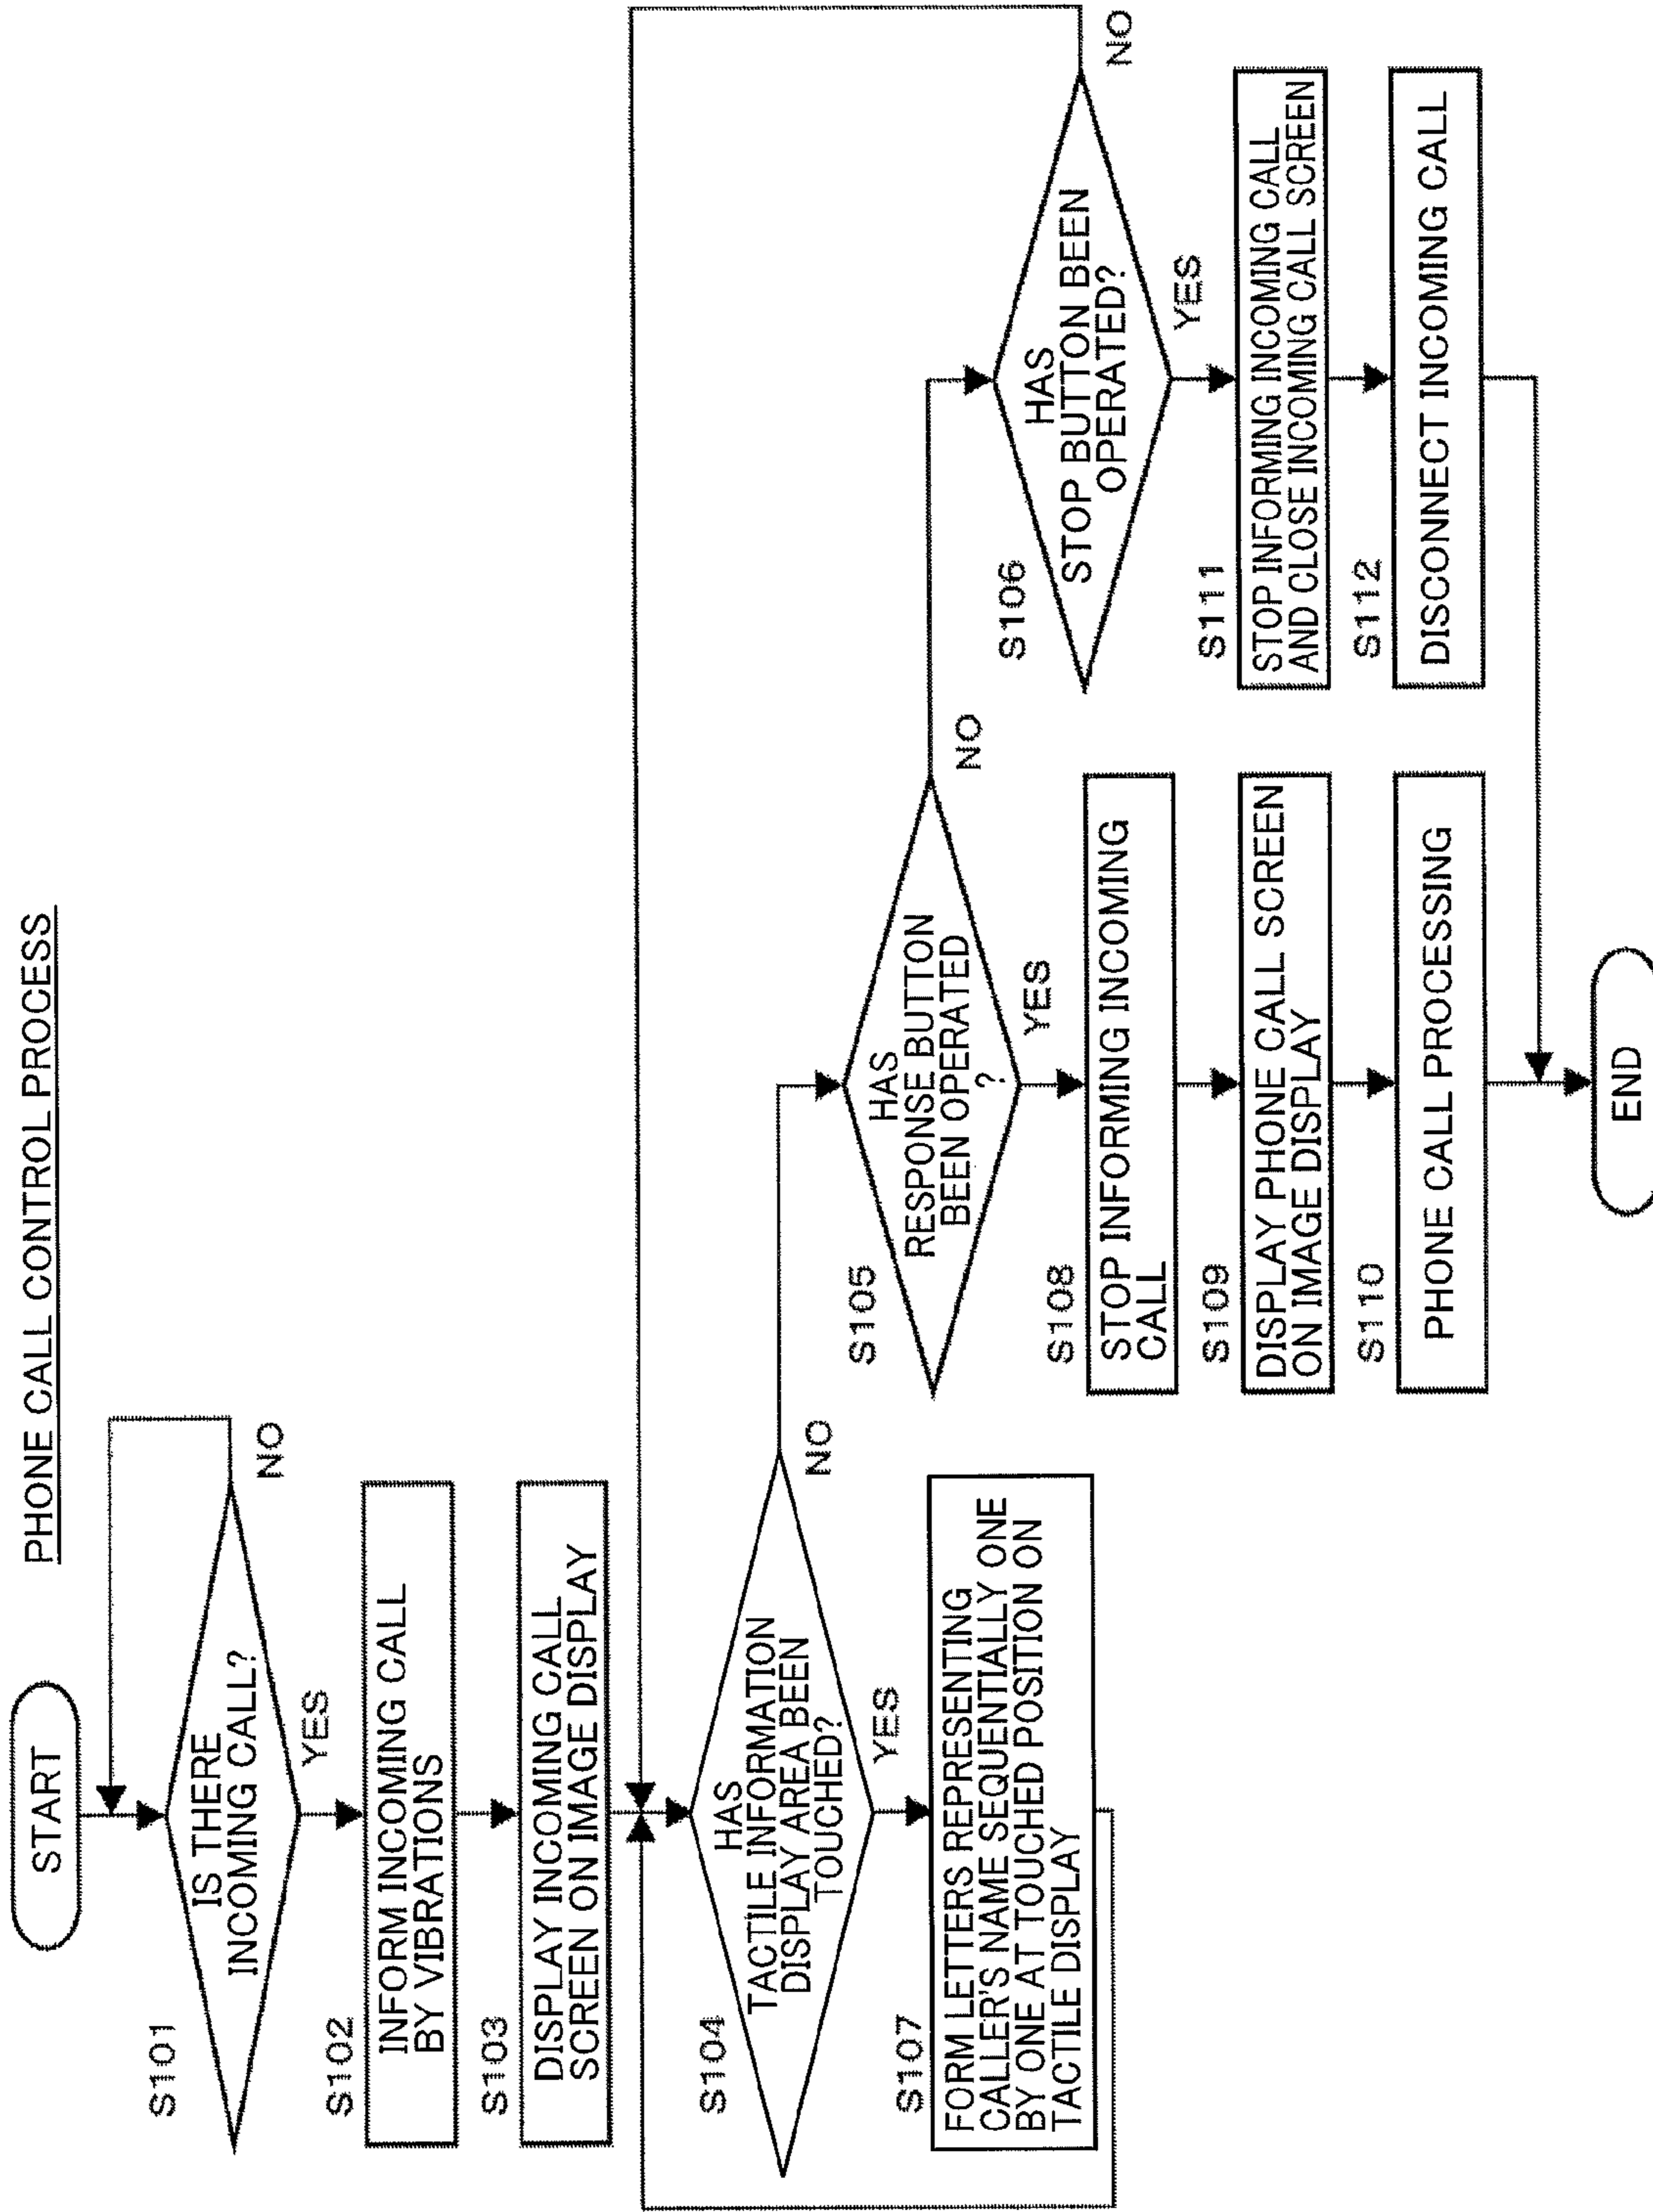 PHONE CALL CONTROL PROCESS
START
S101
IS THERE
INCOMING CALL?
NO
YES
S102
INFORM INCOMING CALL
BY VIBRATIONS
S103
DISPLAY INCOMING CALL
SCREEN ON IMAGE DISPLAY
S104
HAS
TACTILE INFORMATION
DISPLAY AREA BEEN
TOUCHED?
NO
YES
S107
FORM LETTERS REPRESENTING
CALLER'S NAME SEQUENTIALLY ONE
BY ONE AT TOUCHED POSITION ON
TACTILE DISPLAY
S105
HAS
RESPONSE BUTTON
BEEN OPERATED
?
NO
YES
S108
STOP INFORMING INCOMING
CALL
S109
DISPLAY PHONE CALL SCREEN
ON IMAGE DISPLAY
S110
PHONE CALL PROCESSING
S106
HAS
STOP BUTTON BEEN
OPERATED?
NO
YES
S111
STOP INFORMING INCOMING CALL
AND CLOSE INCOMING CALL SCREEN
S112
DISCONNECT INCOMING CALL
END